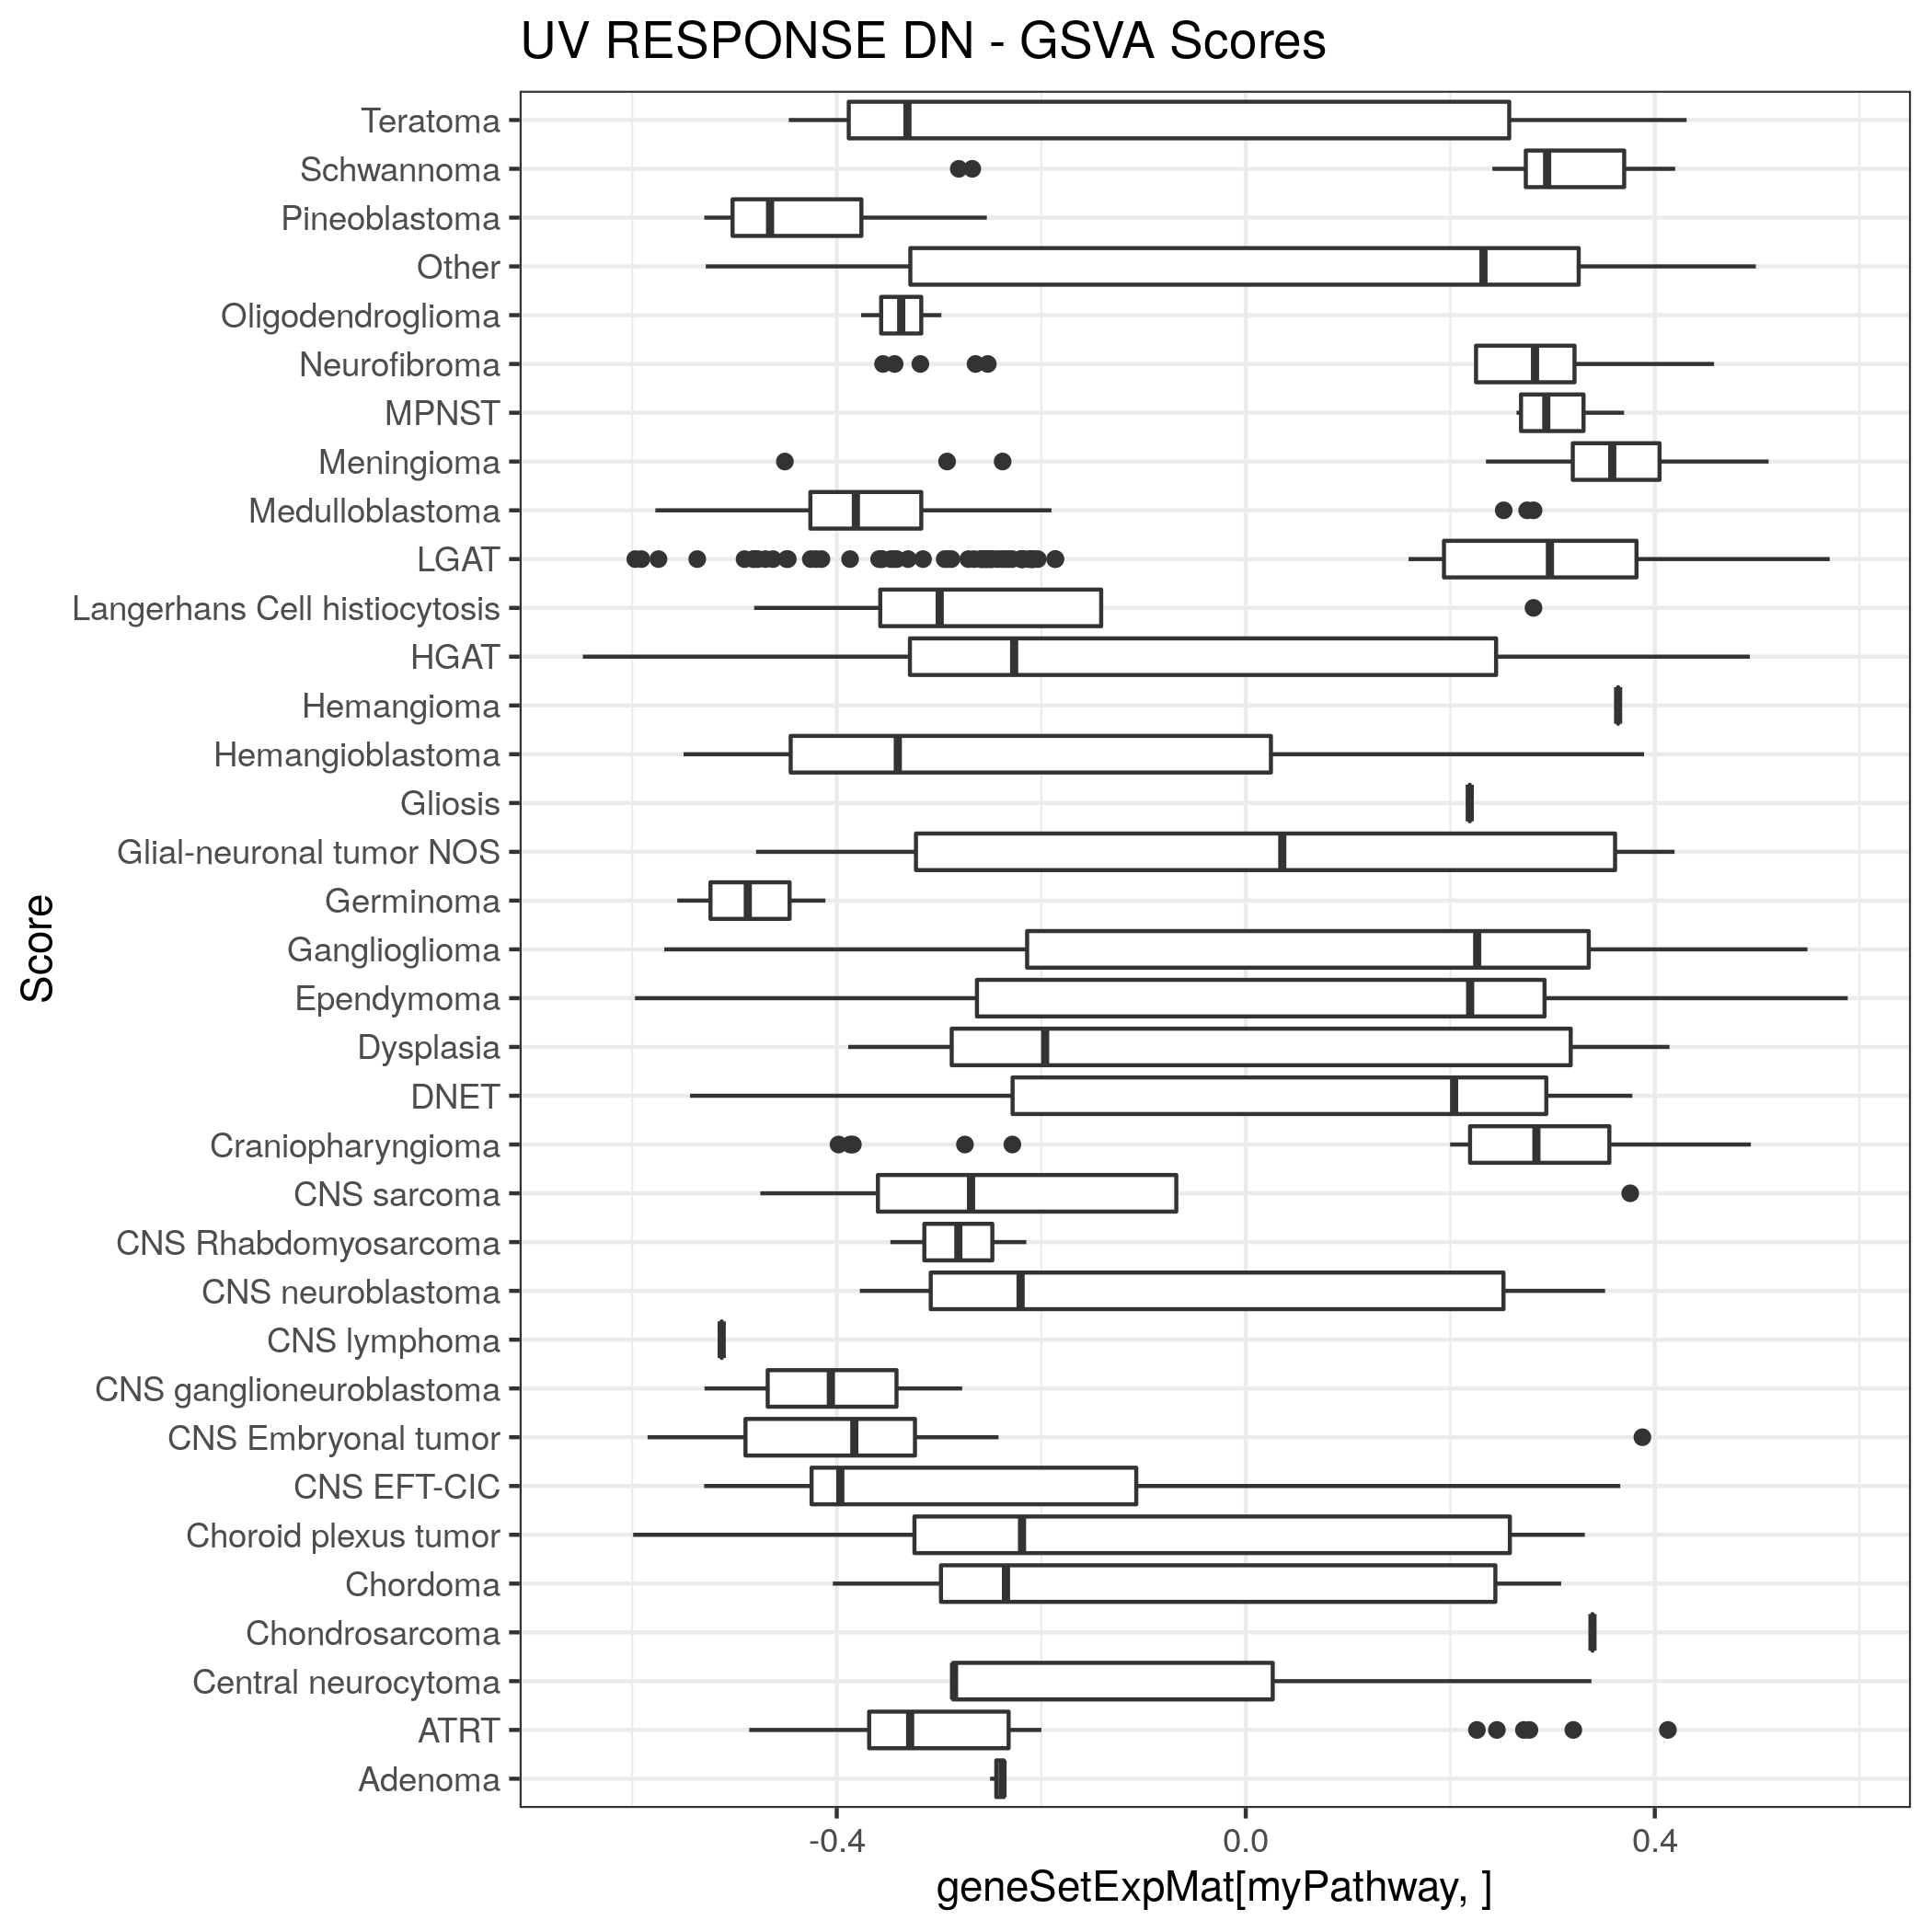 UV RESPONSE DN - GSVA Scores
Teratoma
Schwannoma
Pineoblastoma
Other
Oligodendroglioma
Neurofibroma
MPNST
Meningioma
Medulloblastoma
LGAT
Langerhans Cell histiocytosis
HGAT
Hemangioma
Hemangioblastoma
Gliosis
Glial-neuronal tumor NOS
Germinoma
Ganglioglioma
Ependymoma
Dysplasia
DNET
Craniopharyngioma
CNS sarcoma
CNS Rhabdomyosarcoma
CNS neuroblastoma
CNS lymphoma
CNS ganglioneuroblastoma
CNS Embryonal tumor
CNS EFT-CIC
Choroid plexus tumor
Chordoma
Chondrosarcoma
Central neurocytoma
ATRT
Adenoma
Score
-0.4 0.0 0.4
geneSetExpMat[myPathway, ]